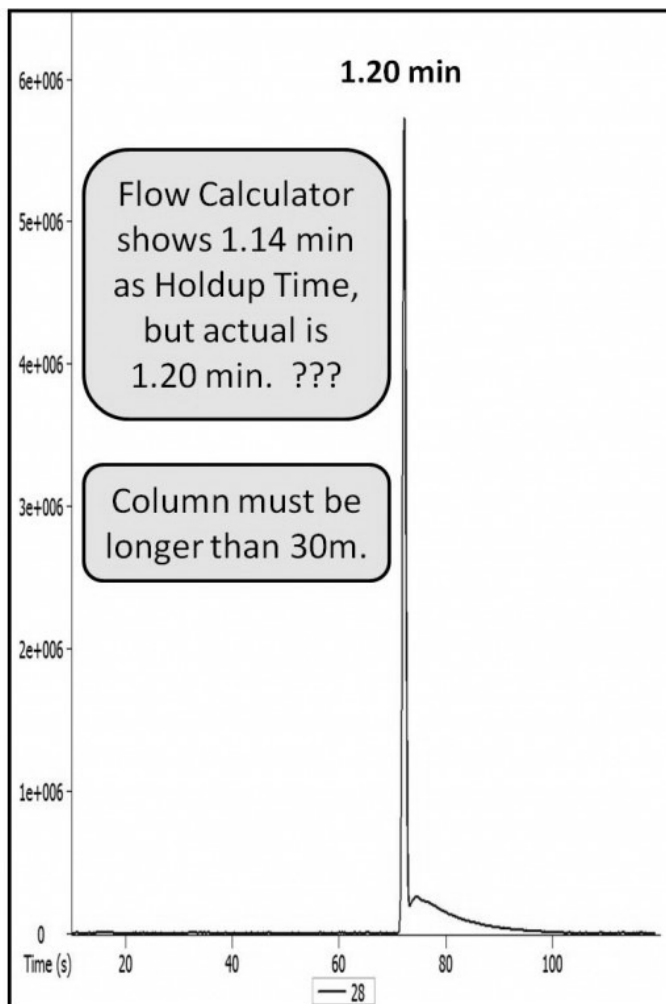 1.20 min
6e+006
Flow Calculator
shows 1.14 min
as Holdup Time,
but actual is
1.20 min.  ???
5e+006
4e+006
Column must be
longer than 30m.
3e+006
2e+006
1e+006
0
Time (s) 20 40 60 80 100
28